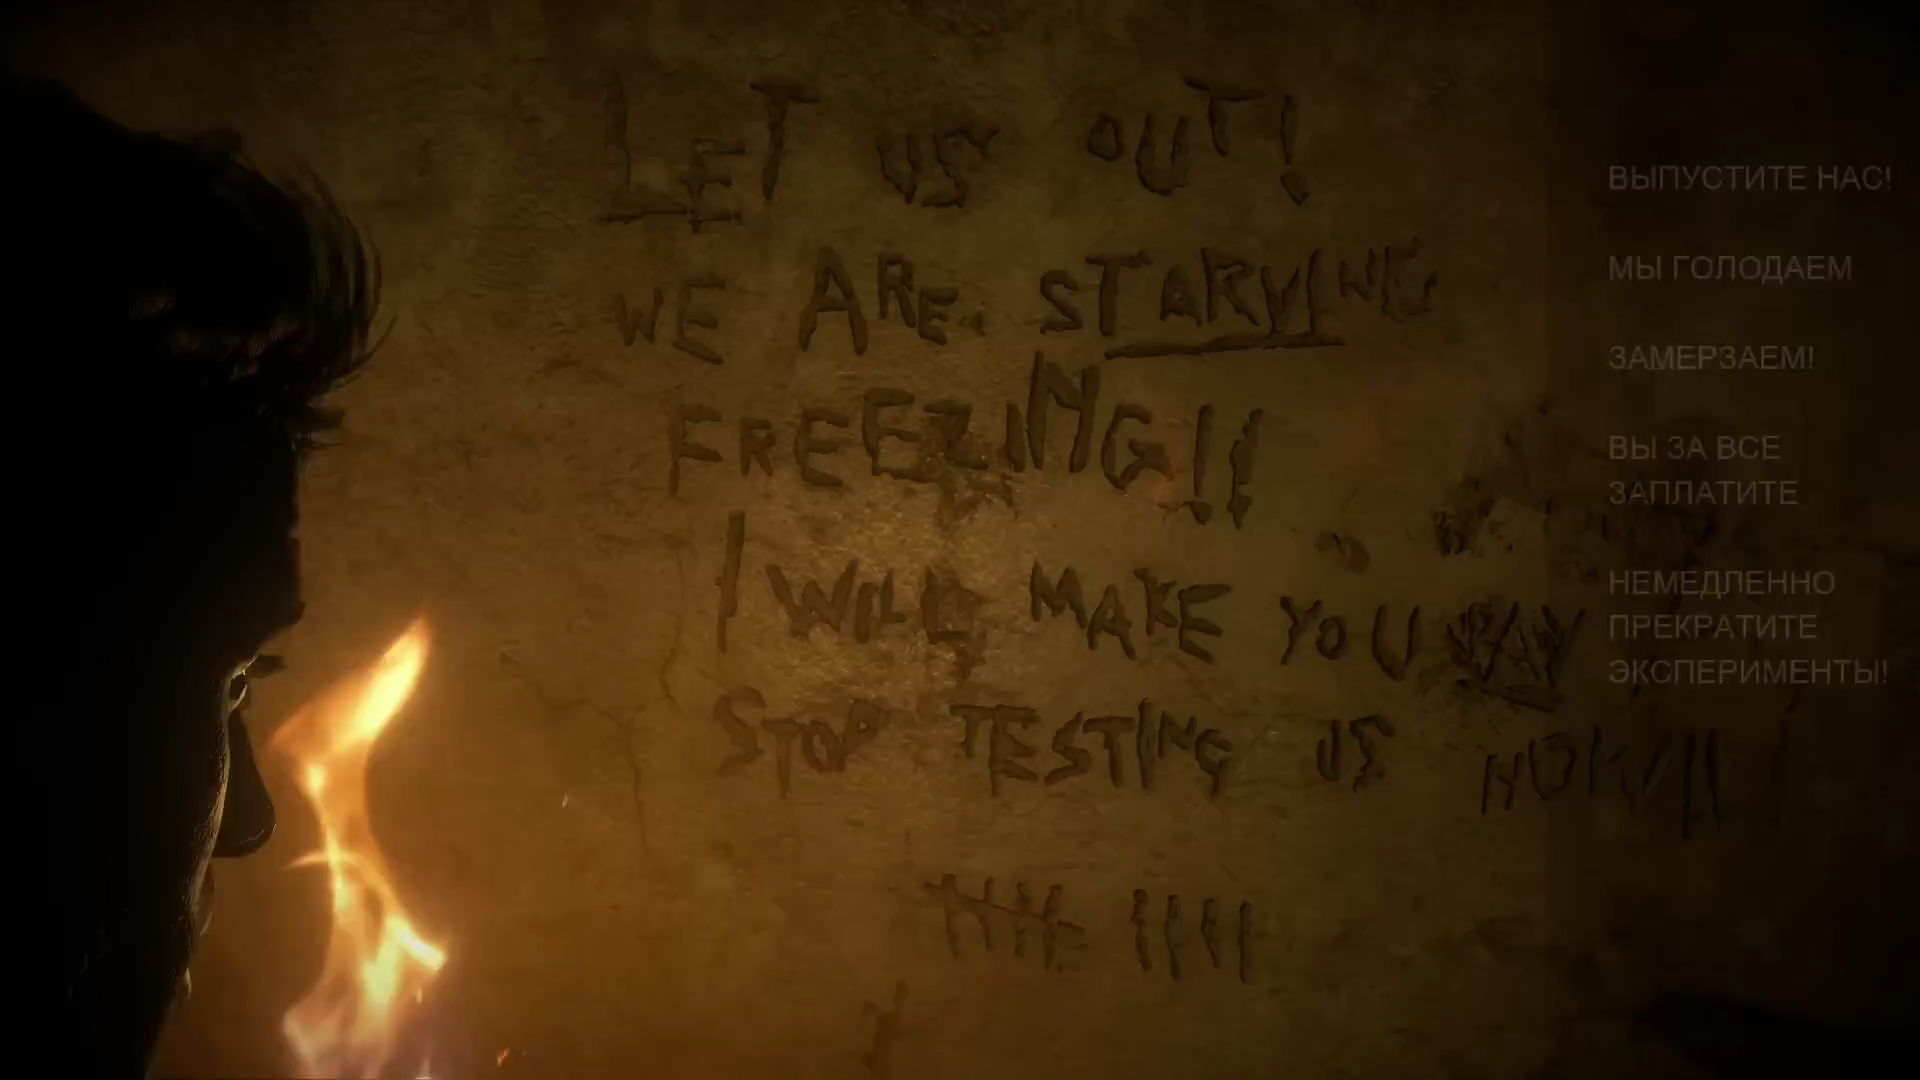 LET US OUT!
WE ARE STARVING
FREEZING!!
I WILL MAKE YOU PAY
STOP TESTING US NOW!!
ВЫПУСТИТЕ НАС!
МЫ ГОЛОДАЕМ
ЗАМЕРЗАЕМ!
ВЫ ЗА ВСЕ
ЗАПЛАТИТЕ
НЕМЕДЛЕННО
ПРЕКРАТИТЕ
ЭКСПЕРИМЕНТЫ!